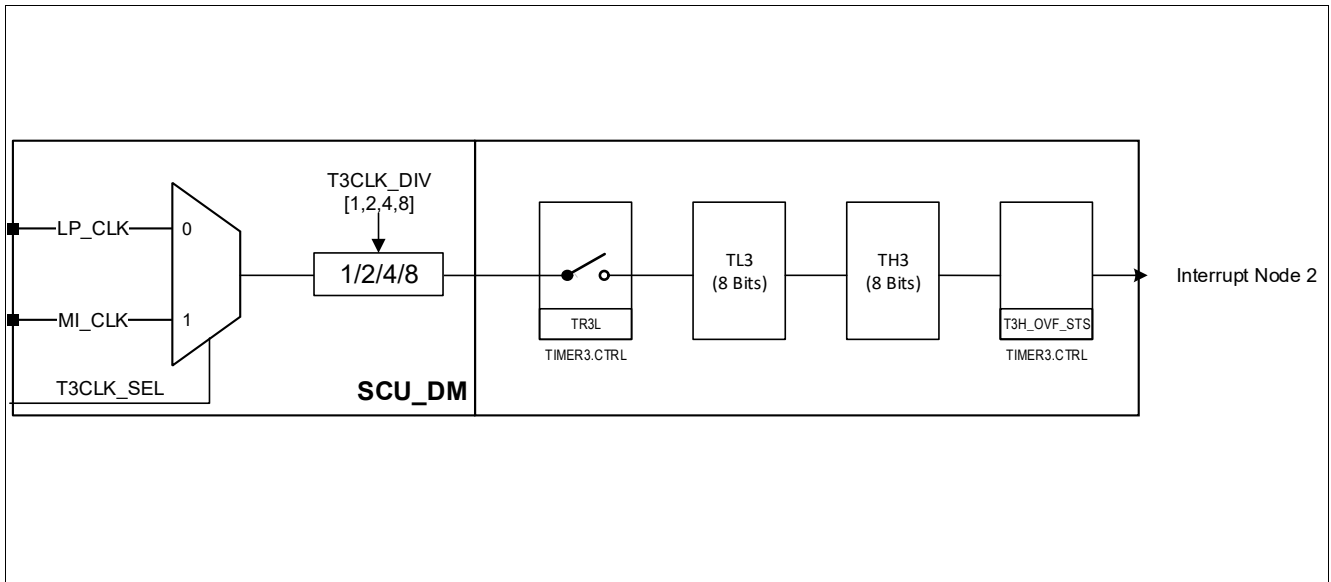 T3CLK_DIV
[1,2,4,8]
LP_CLK
0
1/2/4/8
MI_CLK
1
T3CLK_SEL
SCU_DM
TR3L
TIMER3.CTRL
TL3
(8 Bits)
TH3
(8 Bits)
T3H_OVF_STS
TIMER3.CTRL
Interrupt Node 2